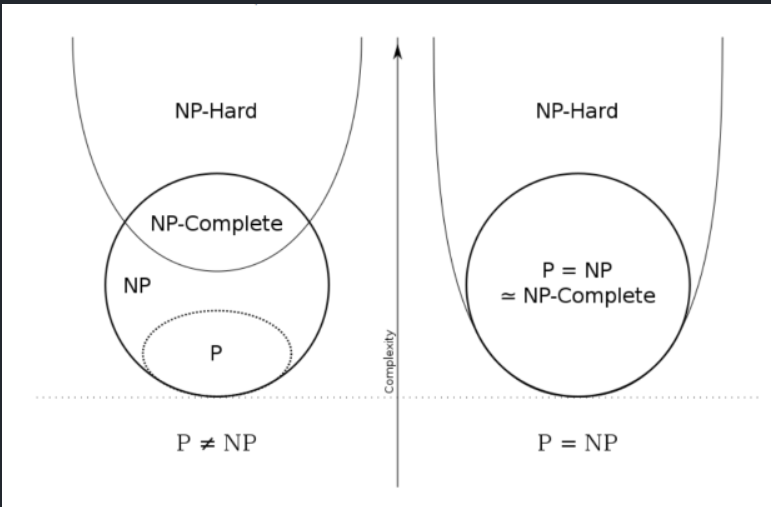 NP-Hard
NP-Complete
NP
P
P ≠ NP
Complexity
NP-Hard
P = NP
≃ NP-Complete
P = NP